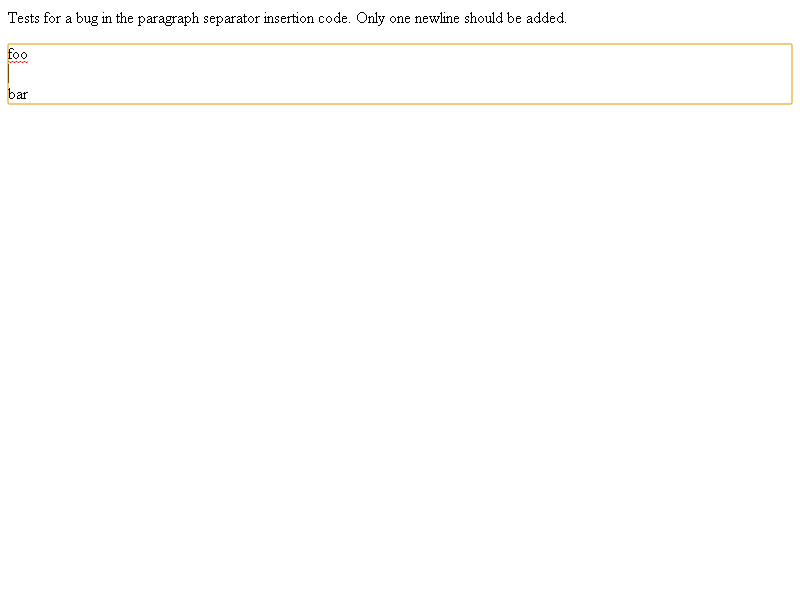 Tests for a bug in the paragraph separator insertion code. Only one newline should be added.
foo
bar